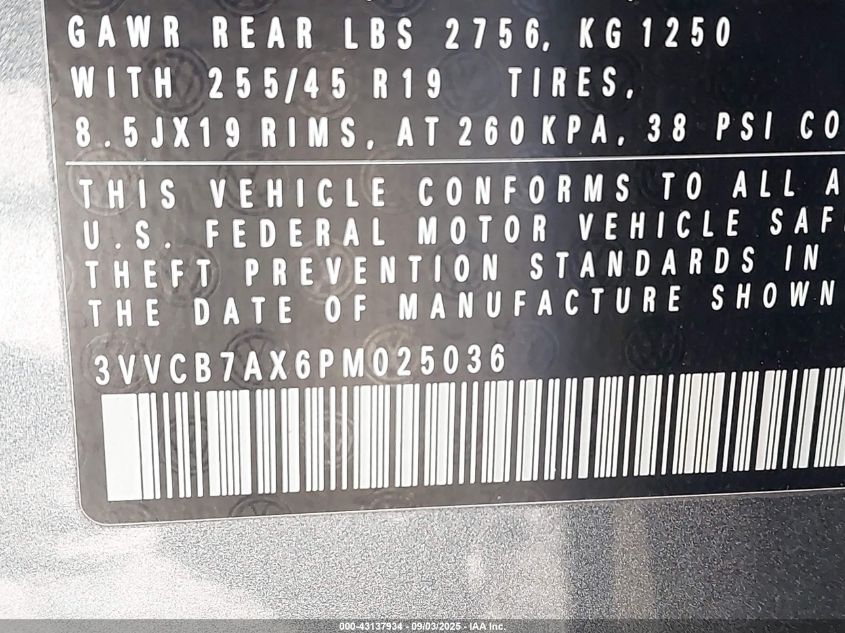 GAWR REAR LBS 2756, KG 1250
WITH 255/45 R19 TIRES,
8.5JX19 RIMS, AT 260 KPA, 38 PSI CO
THIS VEHICLE CONFORMS TO ALL A
U.S. FEDERAL MOTOR VEHICLE SAF
THEFT PREVENTION STANDARDS IN
THE DATE OF MANUFACTURE SHOWN
3VVCB7AX6PM025036
000-43137934 - 09/03/2025 - IAA Inc.